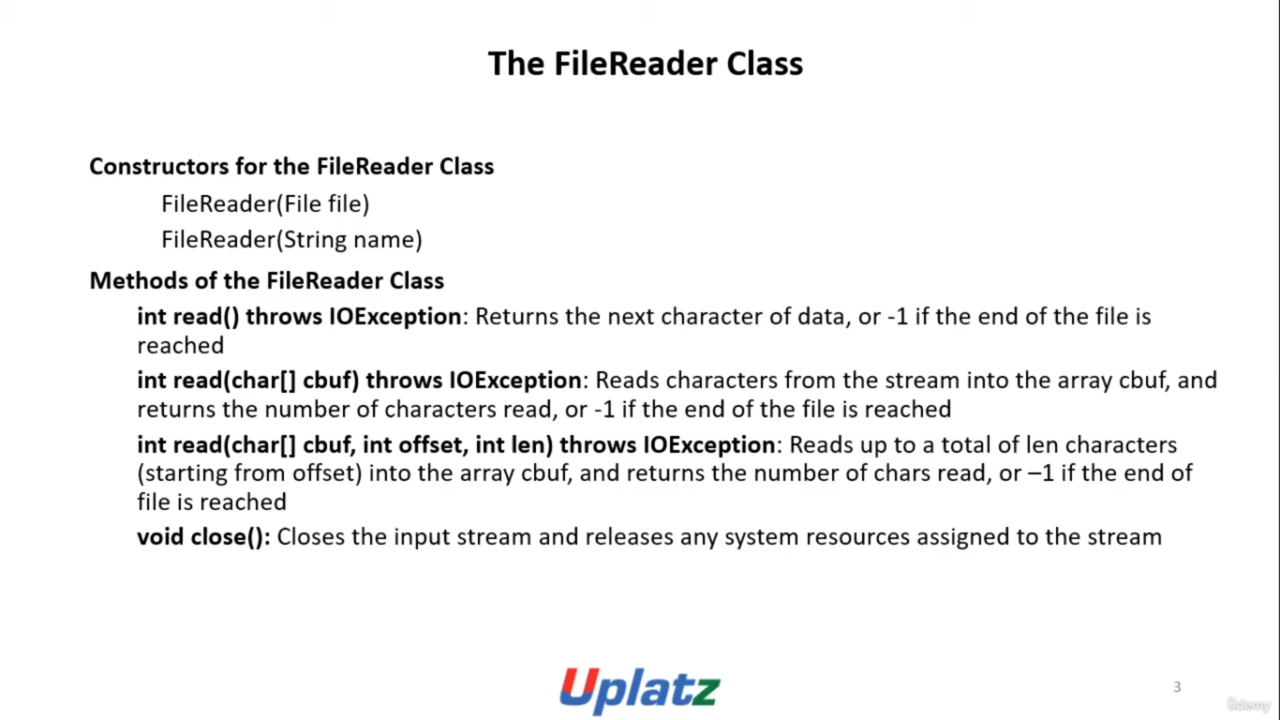 The FileReader Class
Constructors for the FileReader Class
FileReader(File file)
FileReader(String name)
Methods of the FileReader Class
int read() throws IOException: Returns the next character of data, or -1 if the end of the file is
reached
int read(char[] cbuf) throws IOException: Reads characters from the stream into the array cbuf, and
returns the number of characters read, or -1 if the end of the file is reached
int read(char[] cbuf, int offset, int len) throws IOException: Reads up to a total of len characters
(starting from offset) into the array cbuf, and returns the number of chars read, or –1 if the end of
file is reached
void close(): Closes the input stream and releases any system resources assigned to the stream
Uplatz
3
ûdemy